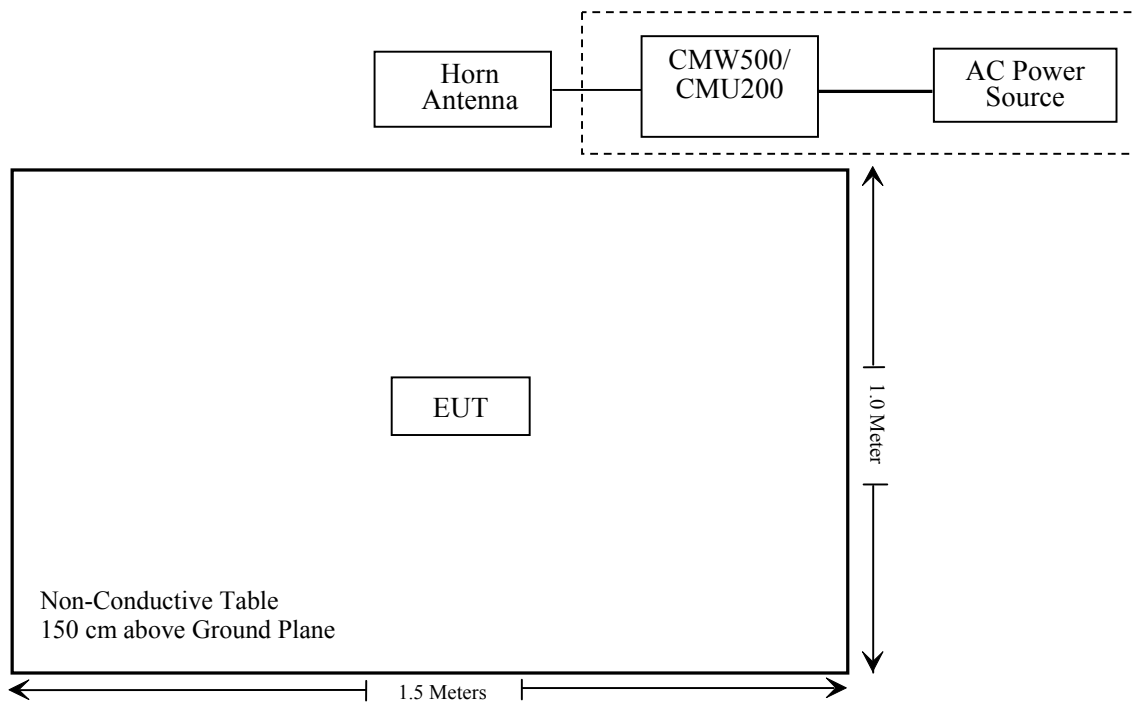 Horn
Antenna
CMW500/
CMU200
AC Power
Source
EUT
1.0 Meter
Non-Conductive Table
150 cm above Ground Plane
1.5 Meters